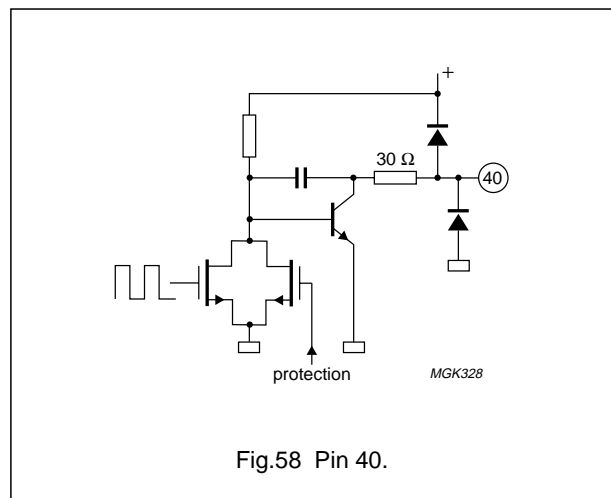 +
30 Ω
40
protection
MGK328
Fig.58 Pin 40.